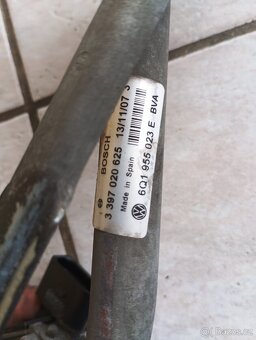 BOSCH
3 397 020 625 13/11/07 3
Made in Spain
6Q1 955 023 E BVA
bazos.cz